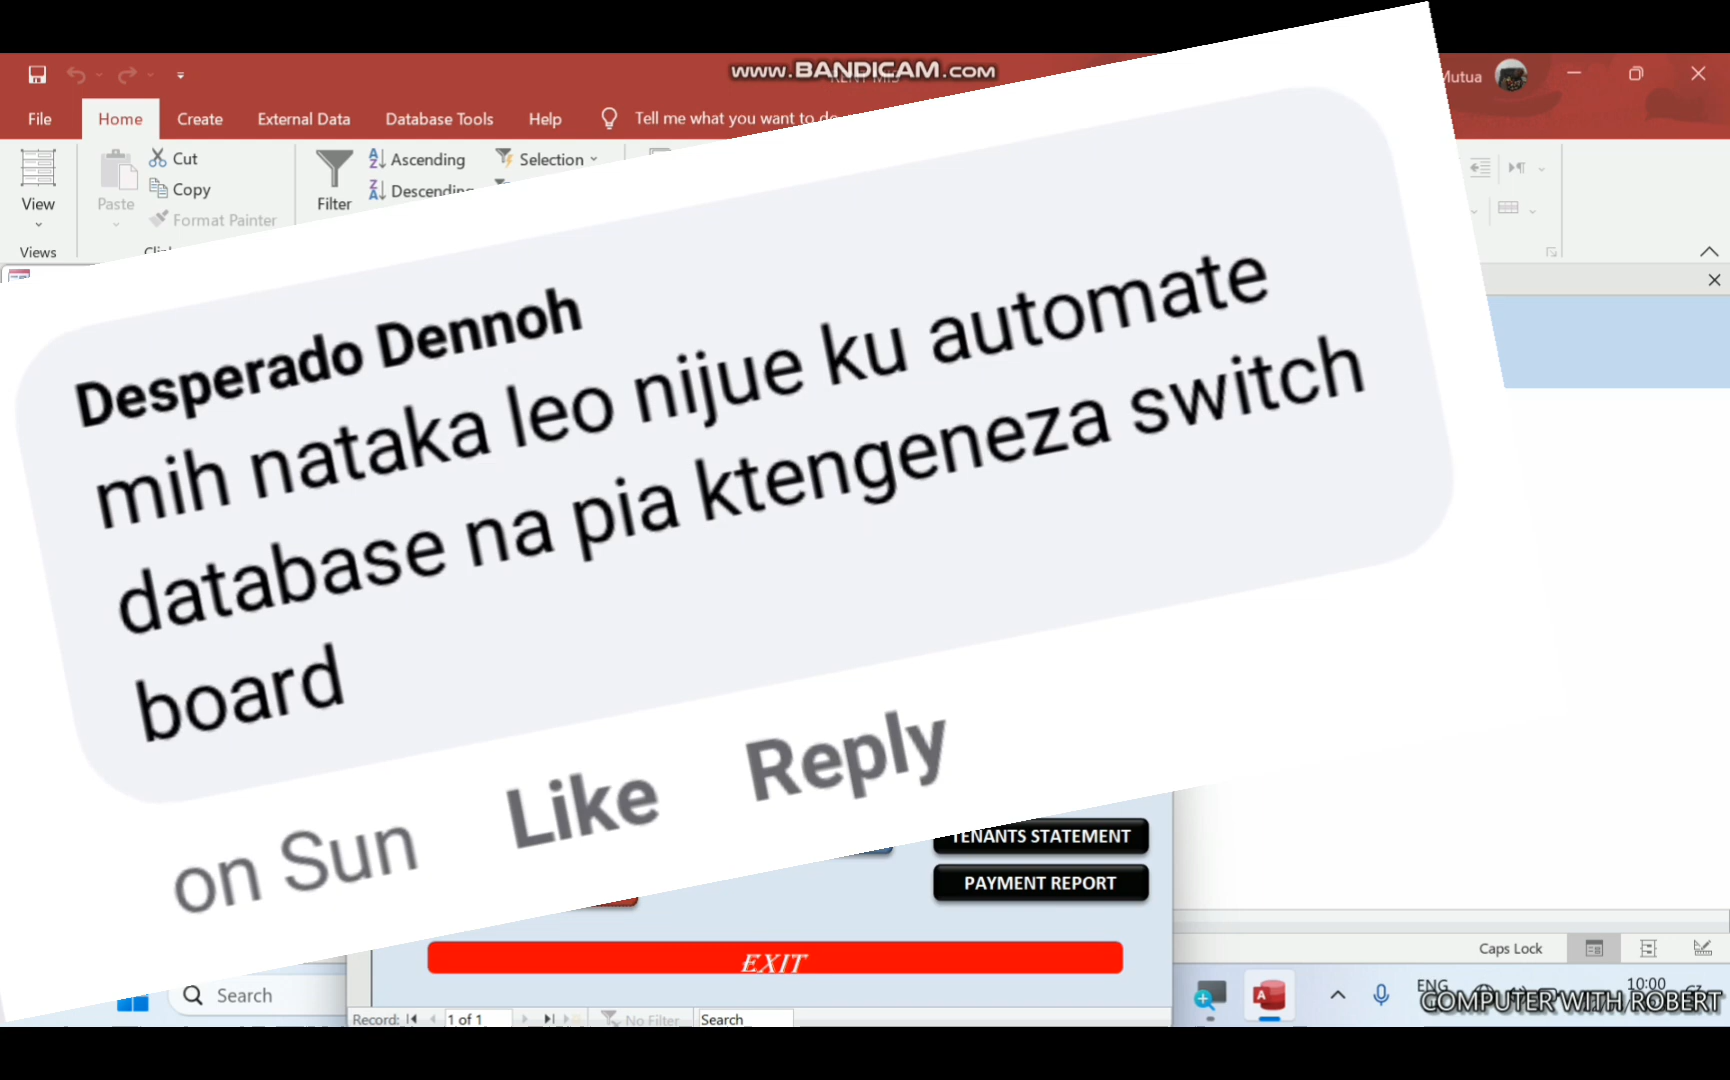 www.BANDICAM.com
Mutua
File Home Create External Data Database Tools Help Tell me what you want to do
View
Views
Paste
Cut
Copy
Format Painter
Filter
Ascending
Descending
Selection
Desperado Dennoh
mih nataka leo nijue ku automate
database na pia ktengeneza switch
board
on Sun Like Reply
TENANTS STATEMENT
PAYMENT REPORT
EXIT
Record: 1 of 1 No Filter Search
Caps Lock
Search
ENG
10:00
COMPUTER WITH ROBERT